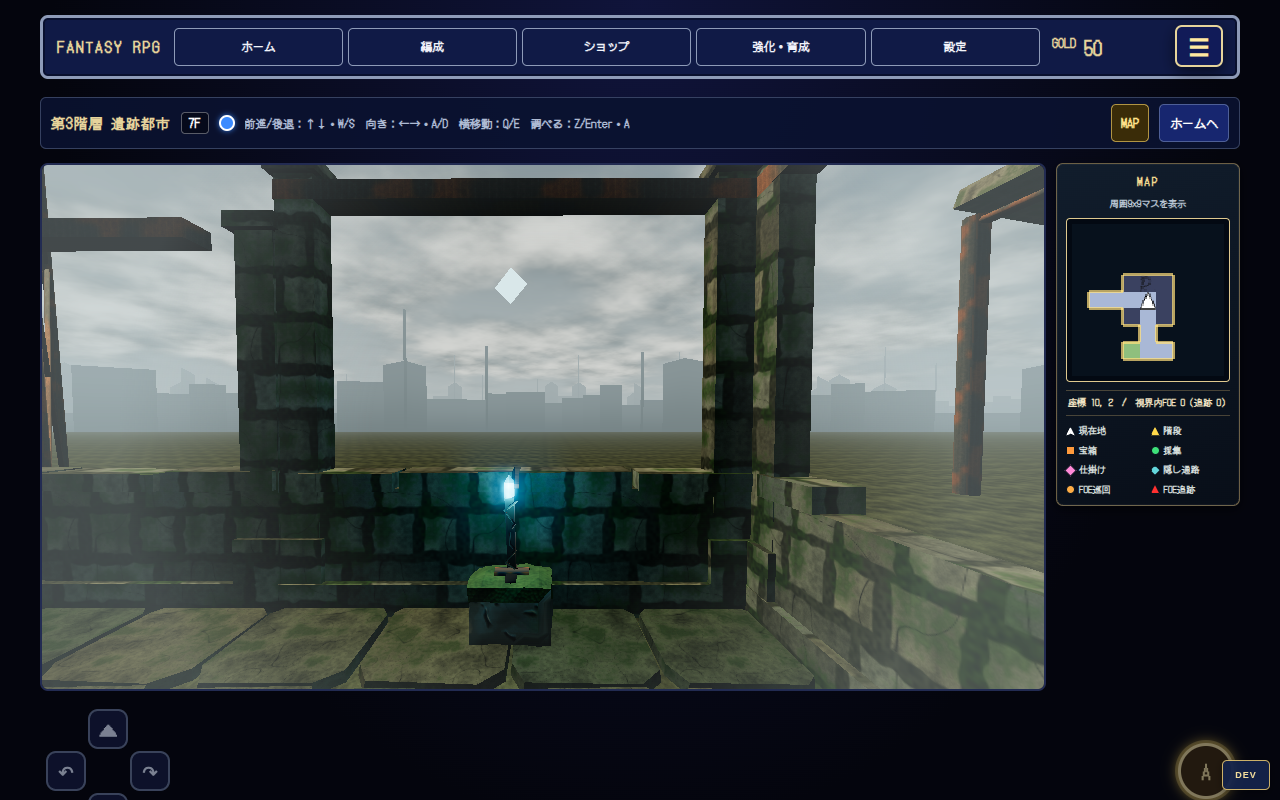 FANTASY RPG
ホーム
編成
ショップ
強化・育成
設定
GOLD 50
第3階層 遺跡都市
7F
前進/後退：↑↓・W/S 向き：←→・A/D 横移動：Q/E 調べる：Z/Enter・A
MAP
ホームへ
MAP
周囲9x9マスを表示
座標 10, 2 / 視界内FOE 0（追跡 0）
現在地
階段
宝箱
採集
仕掛け
隠し通路
FOE巡回
FOE追跡
A
DEV